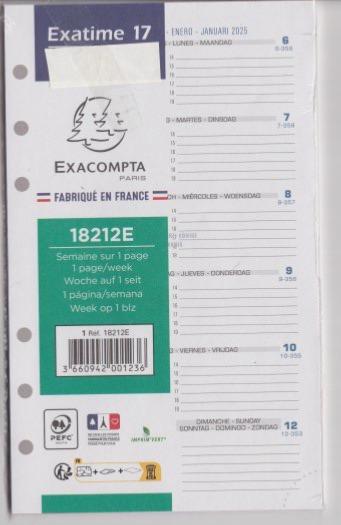 Exatime 17
- ENERO - JANUARI 2025
LUNES - MAANDAG 6
6-359
EXACOMPTA
PARIS
FABRIQUÉ EN FRANCE
MARTES - DINSDAG 7
7-358
MIÉRCOLES - WOENSDAG 8
8-357
18212E
Semaine sur 1 page
1 page/week
Woche auf 1 seit
1 página/semana
Week op 1 blz
JUEVES - DONDERDAG 9
9-356
1 Ref. 18212E
3 660942 001236
VIERNES - VRIJDAG 10
10-355
PEFC
IMPRIM'VERT
DIMANCHE - SUNDAY 12
SONNTAG - DOMINGO - ZONDAG
12-353
FR